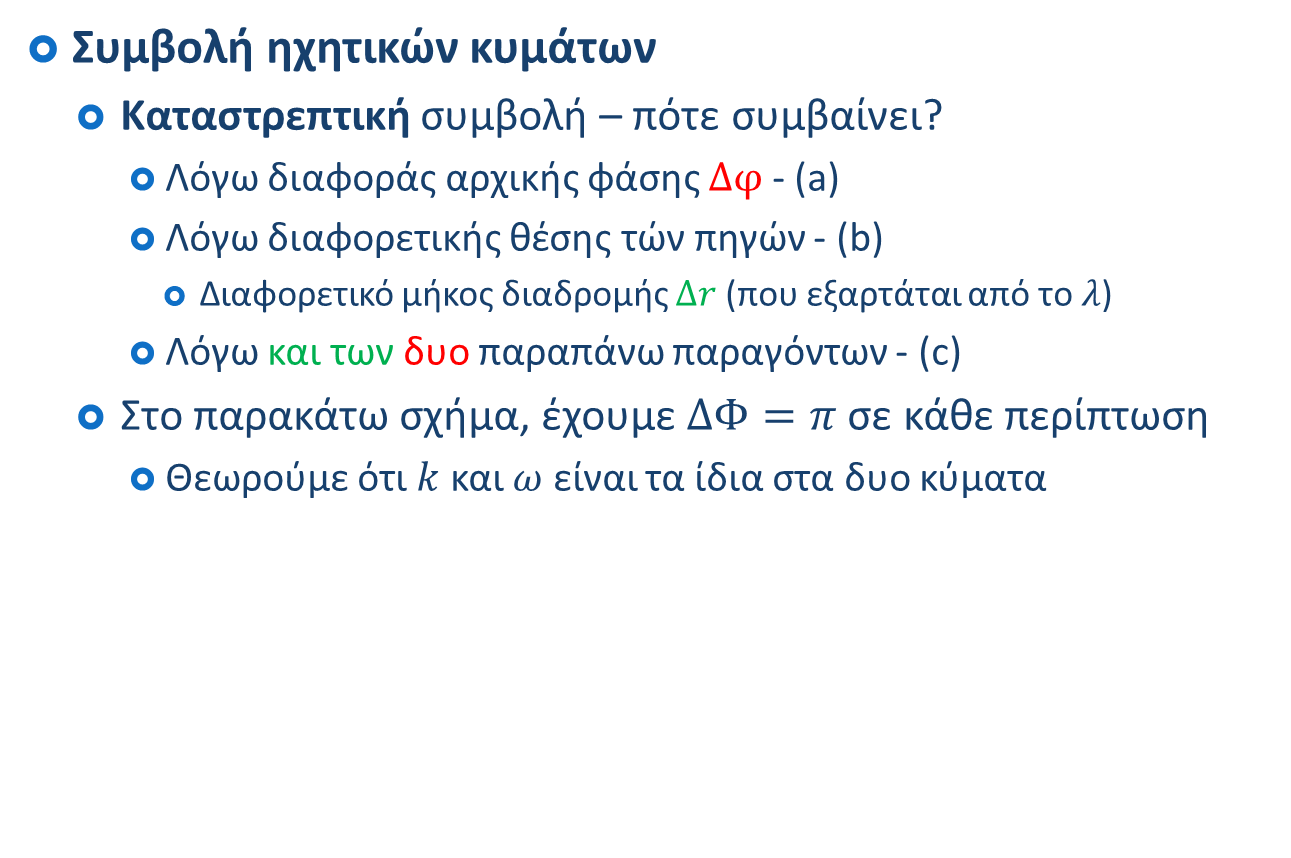 Συμβολή ηχητικών κυμάτων
Καταστρεπτική συμβολή – πότε συμβαίνει?
Λόγω διαφοράς αρχικής φάσης Δφ - (a)
Λόγω διαφορετικής θέσης τών πηγών - (b)
Διαφορετικό μήκος διαδρομής Δr (που εξαρτάται από το λ)
Λόγω και των δυο παραπάνω παραγόντων - (c)
Στο παρακάτω σχήμα, έχουμε ΔΦ = π σε κάθε περίπτωση
Θεωρούμε ότι k και ω είναι τα ίδια στα δυο κύματα